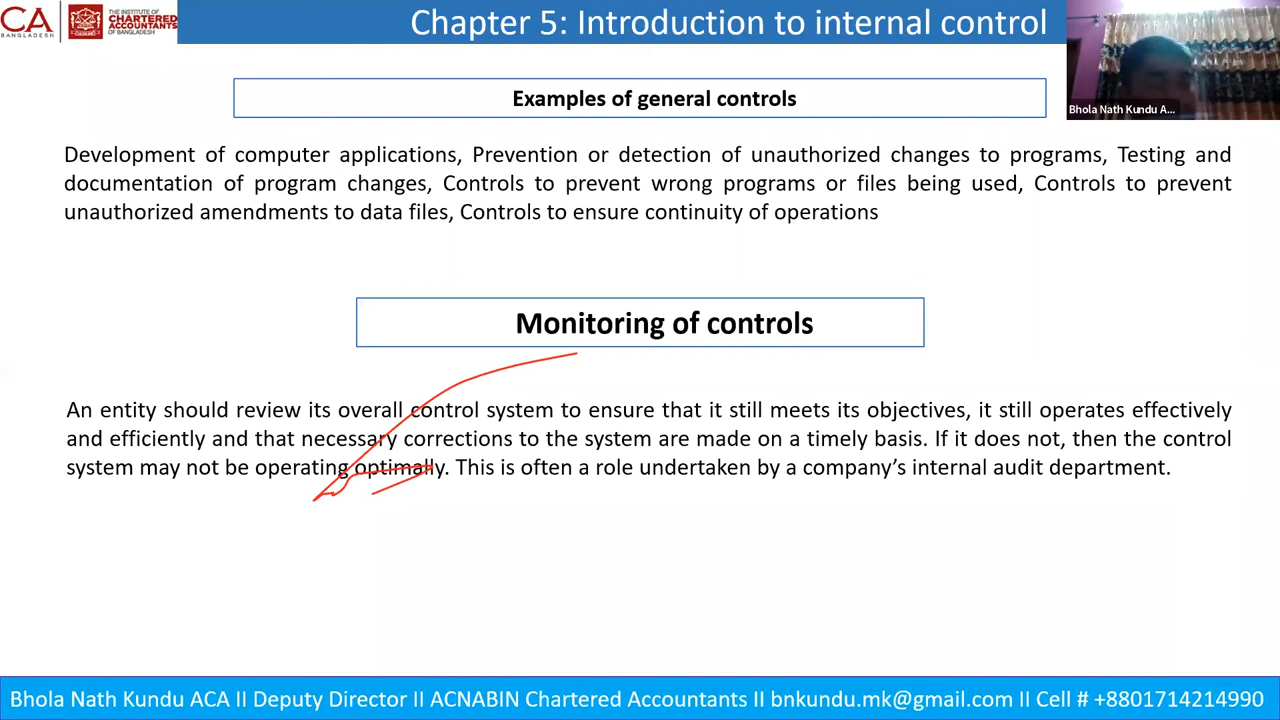 CA
BANGLADESH
THE INSTITUTE OF
CHARTERED
ACCOUNTANTS
OF BANGLADESH
Chapter 5: Introduction to internal control
Bhola Nath Kundu A...
Examples of general controls
Development of computer applications, Prevention or detection of unauthorized changes to programs, Testing and
documentation of program changes, Controls to prevent wrong programs or files being used, Controls to prevent
unauthorized amendments to data files, Controls to ensure continuity of operations
Monitoring of controls
An entity should review its overall control system to ensure that it still meets its objectives, it still operates effectively
and efficiently and that necessary corrections to the system are made on a timely basis. If it does not, then the control
system may not be operating optimally. This is often a role undertaken by a company's internal audit department.
Bhola Nath Kundu ACA II Deputy Director II ACNABIN Chartered Accountants II bnkundu.mk@gmail.com II Cell # +8801714214990